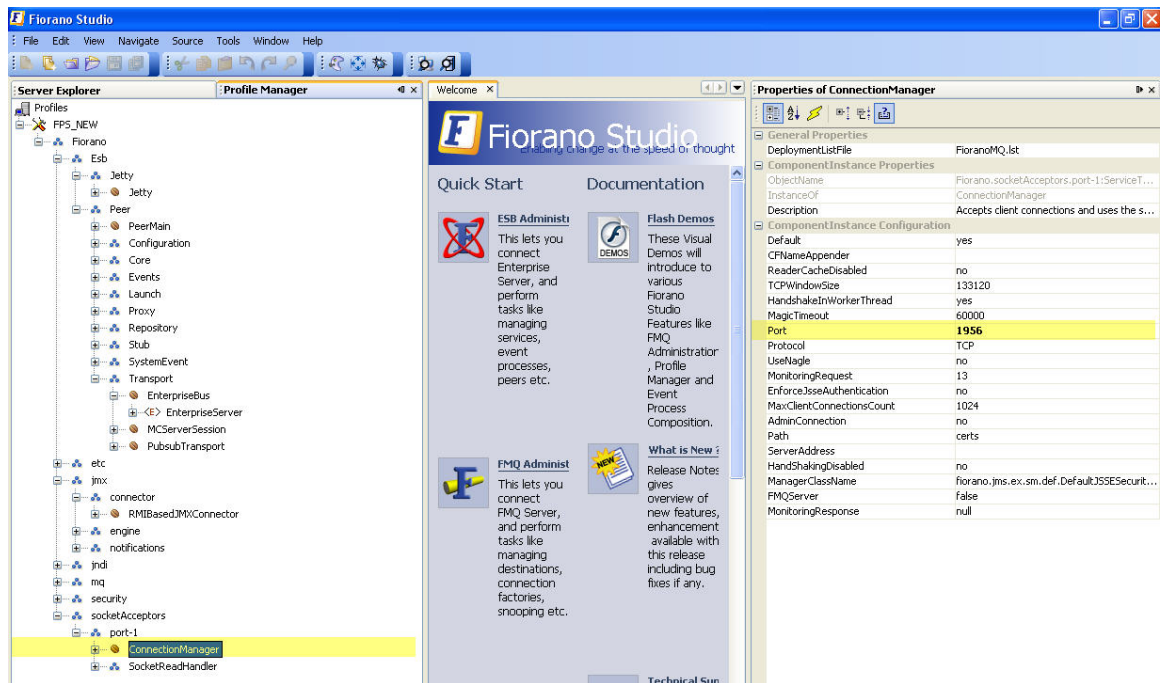 Fiorano Studio
File Edit View Navigate Source Tools Window Help
Server Explorer
Profile Manager
Profiles
FPS_NEW
Fiorano
Esb
Jetty
Jetty
Peer
PeerMain
Configuration
Core
Events
Launch
Proxy
Repository
Stub
SystemEvent
Transport
EnterpriseBus
<E> EnterpriseServer
MCServerSession
PubsubTransport
etc
jmx
connector
RMIBasedJMXConnector
engine
notifications
jndi
mq
security
socketAcceptors
port-1
ConnectionManager
SocketReadHandler
Welcome
Fiorano Studio
Enabling change at the speed of thought
Quick Start
ESB Administ
This lets you
connect
Enterprise
Server, and
perform
tasks like
managing
services,
event
processes,
peers etc.
FMQ Administ
This lets you
connect
FMQ Server,
and perform
tasks like
managing
destinations,
connection
factories,
snooping etc.
Documentation
DEMOS
Flash Demos
These Visual
Demos will
introduce to
various
Fiorano
Studio
Features like
FMQ
Administrator
, Profile
Manager and
Event
Process
Composition.
NEW
What is New ?
Release Notes
gives
overview of
new features,
enhancement
available with
this release
including bug
fixes if any.
Technical Sup
Properties of ConnectionManager
General Properties
DeploymentListFile FioranoMQ.lst
ComponentInstance Properties
ObjectName Fiorano.socketAcceptors.port-1:ServiceT...
InstanceOf ConnectionManager
Description Accepts client connections and uses the s...
ComponentInstance Configuration
Default yes
CFNameAppender
ReaderCacheDisabled no
TCPWindowSize 133120
HandshakeInWorkerThread yes
MagicTimeout 60000
Port 1956
Protocol TCP
UseNagle no
MonitoringRequest 13
EnforceJsseAuthentication no
MaxClientConnectionsCount 1024
AdminConnection no
Path certs
ServerAddress
HandShakingDisabled no
ManagerClassName fiorano.jms.ex.sm.def.DefaultJSSESecurit...
FMQServer false
MonitoringResponse null